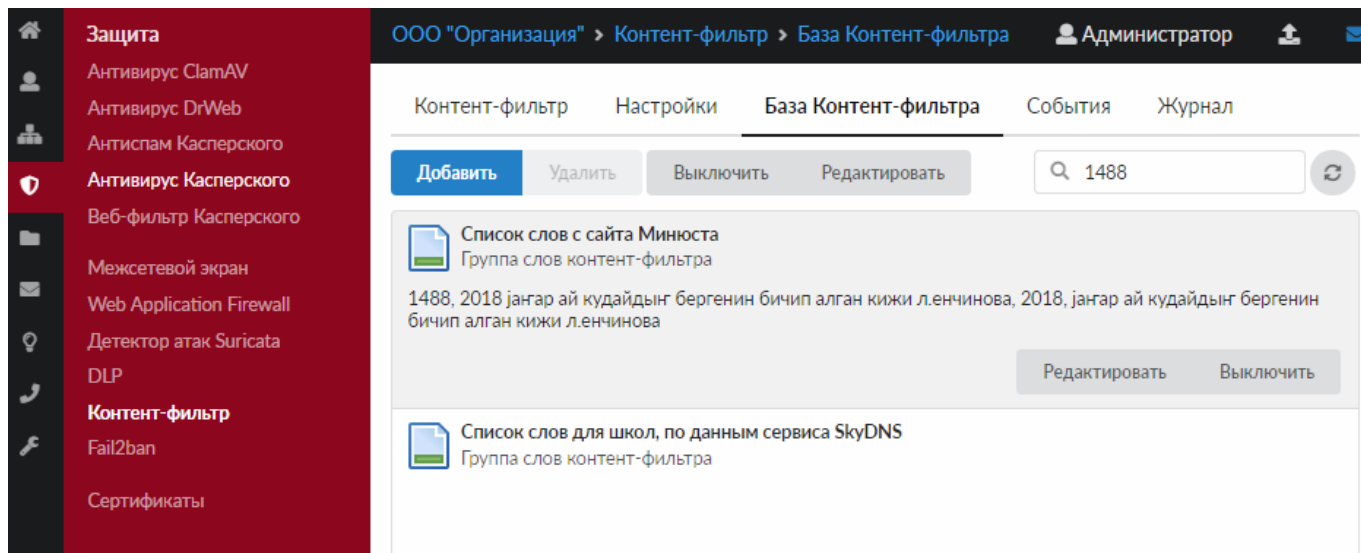 Защита
Антивирус ClamAV
Антивирус DrWeb
Антиспам Касперского
Антивирус Касперского
Веб-фильтр Касперского
Межсетевой экран
Web Application Firewall
Детектор атак Suricata
DLP
Контент-фильтр
Fail2ban
Сертификаты
ООО "Организация" > Контент-фильтр > База Контент-фильтра Администратор
Контент-фильтр Настройки База Контент-фильтра События Журнал
Добавить Удалить Выключить Редактировать 1488
Список слов с сайта Минюста
Группа слов контент-фильтра
1488, 2018 јаҥар ай кудайдыҥ бергенин бичип алган кижи л.енчинова, 2018, јаҥар ай кудайдыҥ бергенин
бичип алган кижи л.енчинова
Редактировать Выключить
Список слов для школ, по данным сервиса SkyDNS
Группа слов контент-фильтра